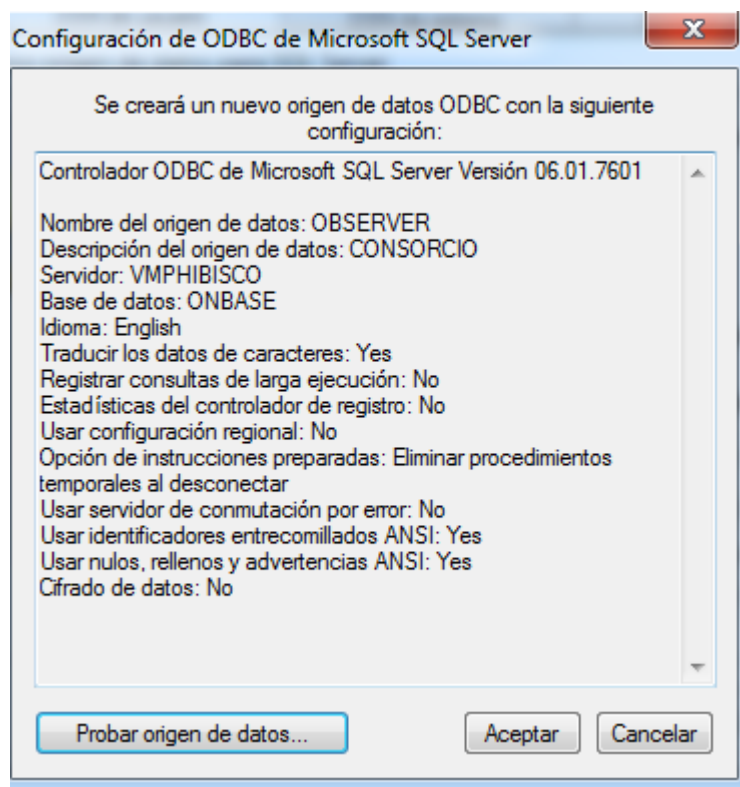 Configuración de ODBC de Microsoft SQL Server
Se creará un nuevo origen de datos ODBC con la siguiente
configuración:
Controlador ODBC de Microsoft SQL Server Versión 06.01.7601
Nombre del origen de datos: OBSERVER
Descripción del origen de datos: CONSORCIO
Servidor: VMPHIBISCO
Base de datos: ONBASE
Idioma: English
Traducir los datos de caracteres: Yes
Registrar consultas de larga ejecución: No
Estadísticas del controlador de registro: No
Usar configuración regional: No
Opción de instrucciones preparadas: Eliminar procedimientos
temporales al desconectar
Usar servidor de conmutación por error: No
Usar identificadores entrecomillados ANSI: Yes
Usar nulos, rellenos y advertencias ANSI: Yes
Cifrado de datos: No
Probar origen de datos...
Aceptar
Cancelar